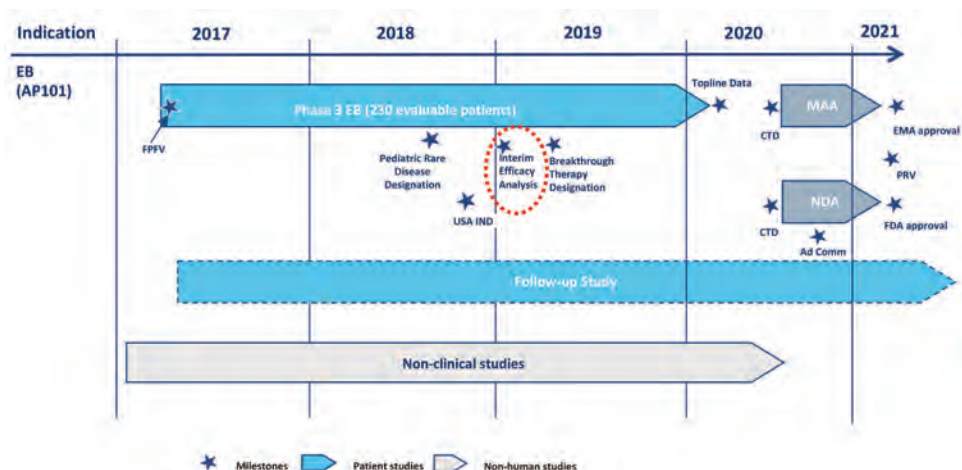 Indication 2017 2018 2019 2020 2021
EB
(AP101)
Phase 3 EB (230 evaluable patients)
Topline Data
MAA
FPFV
CTD
EMA approval
Pediatric Rare
Disease
Designation
Interim
Efficacy
Analysis
Breakthrough
Therapy
Designation
PRV
USA IND
NDA
CTD
FDA approval
Ad Comm
Follow-up Study
Non-clinical studies
Milestones Patient studies Non-human studies